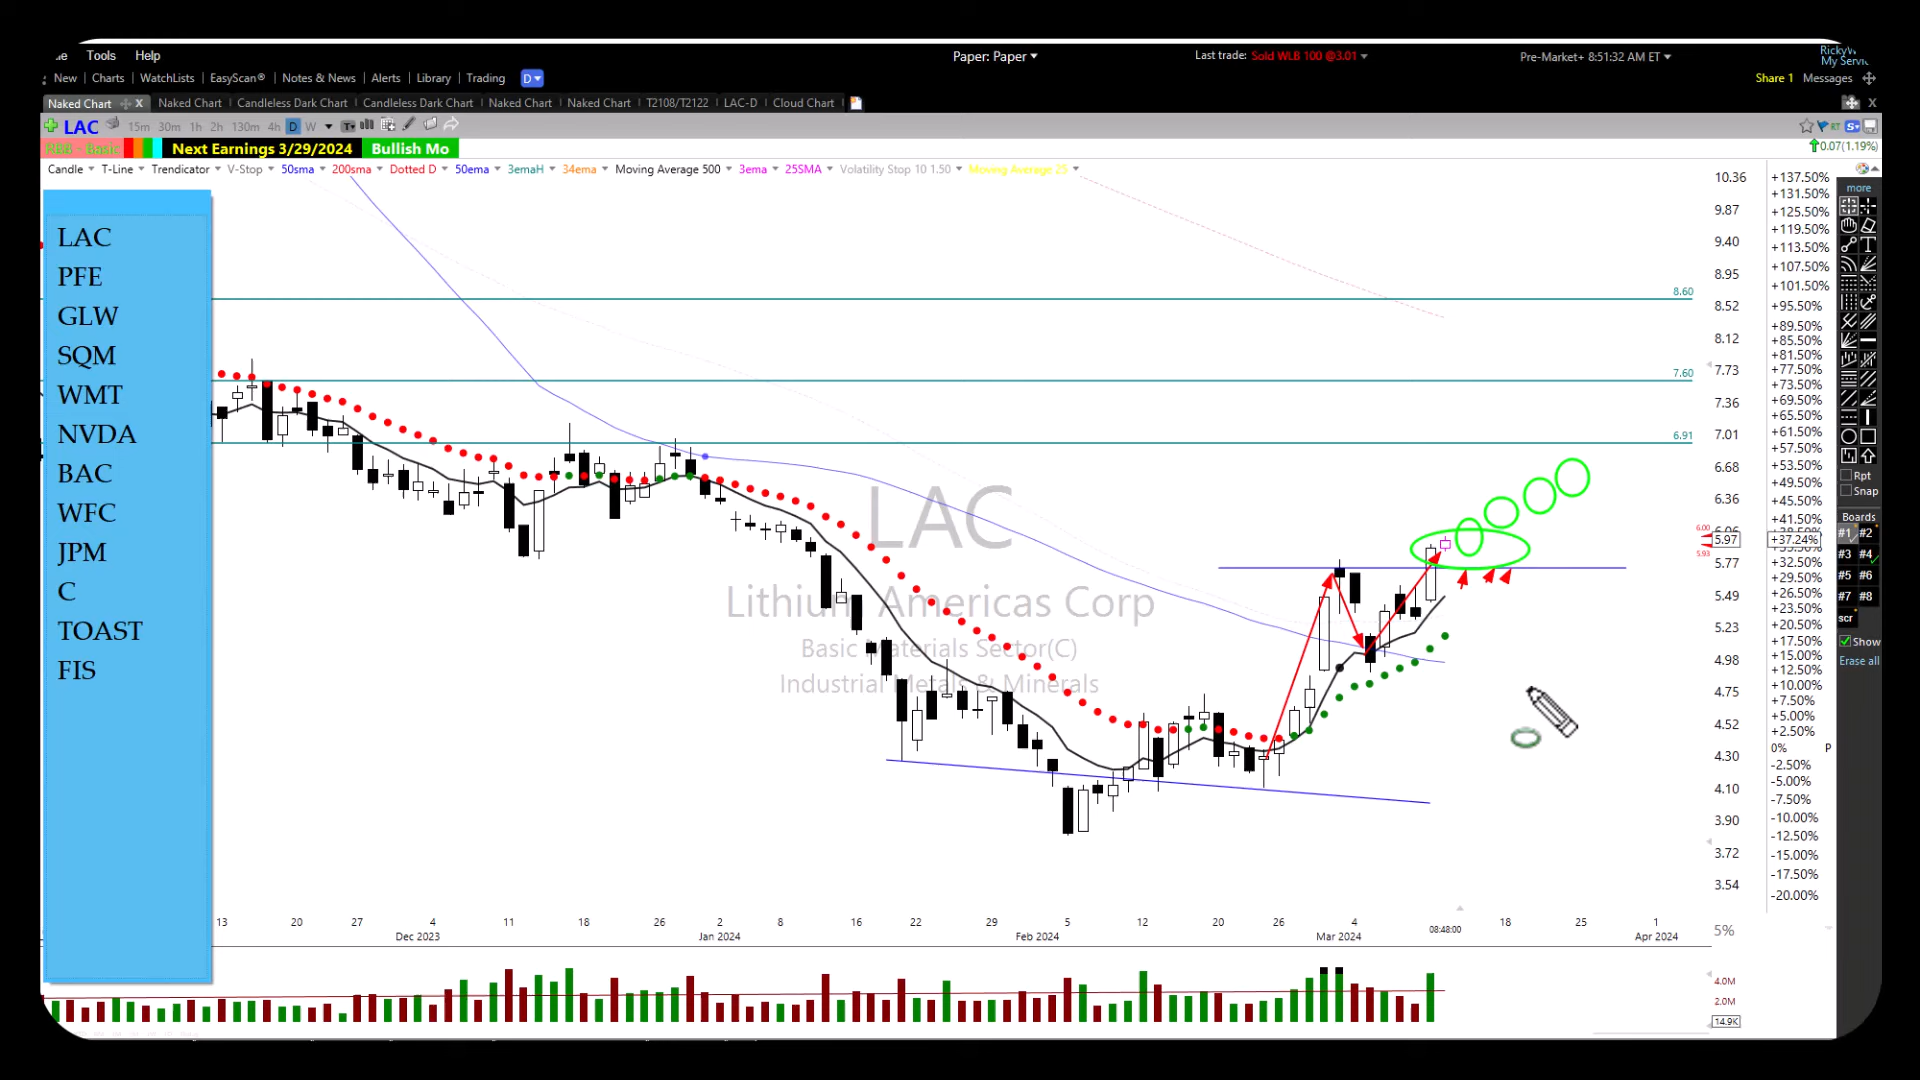 Tools Help
Paper: Paper
Last trade: Sold WLB 100 @3.01
Pre-Market+ 8:51:32 AM ET
New Charts WatchLists EasyScan® Notes & News Alerts Library Trading D
Share 1 Messages
Naked Chart X Naked Chart Candleless Dark Chart Candleless Dark Chart Naked Chart Naked Chart T2108/T2122 LAC-D Cloud Chart
LAC 15m 30m 1h 2h 130m 4h D W
RBB - Basic Next Earnings 3/29/2024 Bullish Mo
0.07(1.19%)
Candle T-Line Trendicator V-Stop 50sma 200sma Dotted D 50ema 3emaH 34ema Moving Average 500 3ema 25SMA Volatility Stop 10 1.50 Moving Average 25
LAC
PFE
GLW
SQM
WMT
NVDA
BAC
WFC
JPM
C
TOAST
FIS
LAC
Lithium Americas Corp
Basic Materials Sector(C)
Industrial Metals & Minerals
8.60
7.60
6.91
6.00
5.93
10.36
9.87
9.40
8.95
8.52
8.12
7.73
7.36
7.01
6.68
6.36
5.97
5.77
5.49
5.23
4.98
4.75
4.52
4.30
4.10
3.90
3.72
3.54
+137.50%
+131.50%
+125.50%
+119.50%
+113.50%
+107.50%
+101.50%
+95.50%
+89.50%
+85.50%
+81.50%
+77.50%
+73.50%
+69.50%
+65.50%
+61.50%
+57.50%
+53.50%
+49.50%
+45.50%
+41.50%
+37.24%
+32.50%
+29.50%
+26.50%
+23.50%
+20.50%
+17.50%
+15.00%
+12.50%
+10.00%
+7.50%
+5.00%
+2.50%
0% P
-2.50%
-5.00%
-7.50%
-10.00%
-12.50%
-15.00%
-17.50%
-20.00%
more
Rpt
Snap
Boards
#1 #2
#3 #4
#5 #6
#7 #8
scr
Show
Erase all
13 20 27 4 11 18 26 2 8 16 22 29 5 12 20 26 4 08:48:00 18 25 1
Dec 2023 Jan 2024 Feb 2024 Mar 2024 Apr 2024
5%
4.0M
2.0M
14.9K